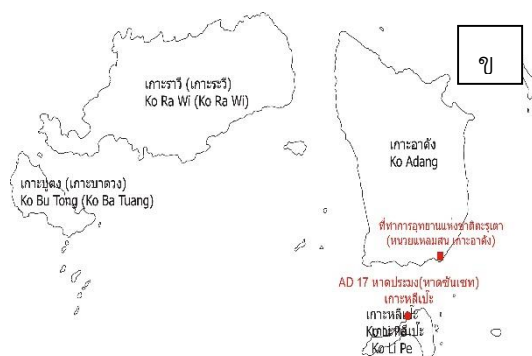 ข
เกาะราวี (เกาะระวี)
Ko Ra Wi (Ko Ra Wi)
เกาะอาดัง
Ko Adang
เกาะบูตง (เกาะบาตวง)
Ko Bu Tong (Ko Ba Tuang)
ที่ทำการอุทยานแห่งชาติตะรุเตา
(หน่วยแหลมสน เกาะอาดัง)
AD 17 หาดประมง(หาดซันเซท)
เกาะหลีเป๊ะ
เกาะหลีเป๊ะ
Ko Li Pe